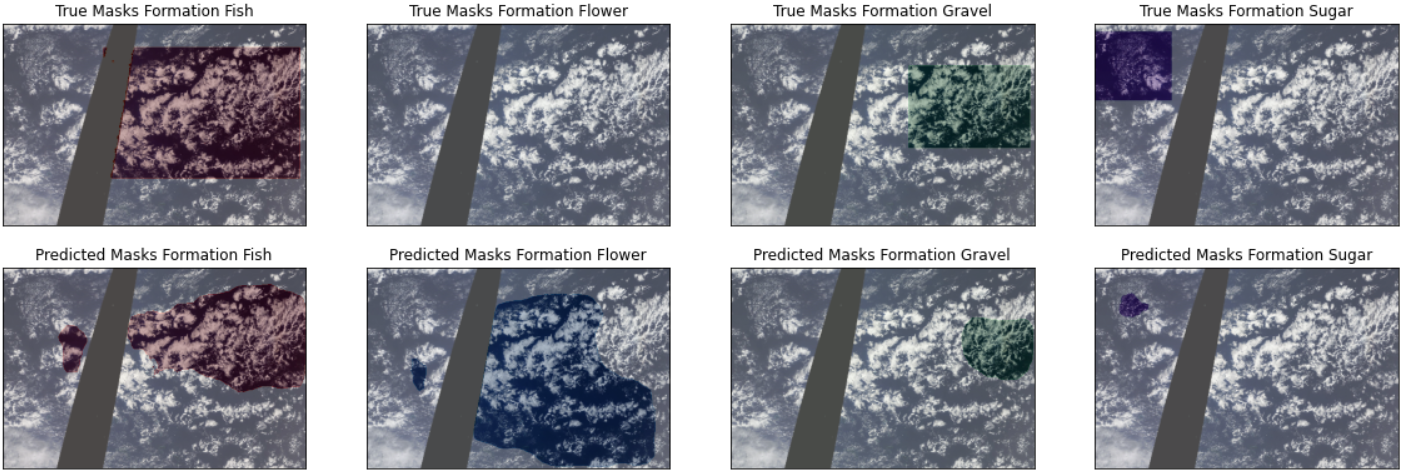 True Masks Formation Fish
True Masks Formation Flower
True Masks Formation Gravel
True Masks Formation Sugar
Predicted Masks Formation Fish
Predicted Masks Formation Flower
Predicted Masks Formation Gravel
Predicted Masks Formation Sugar